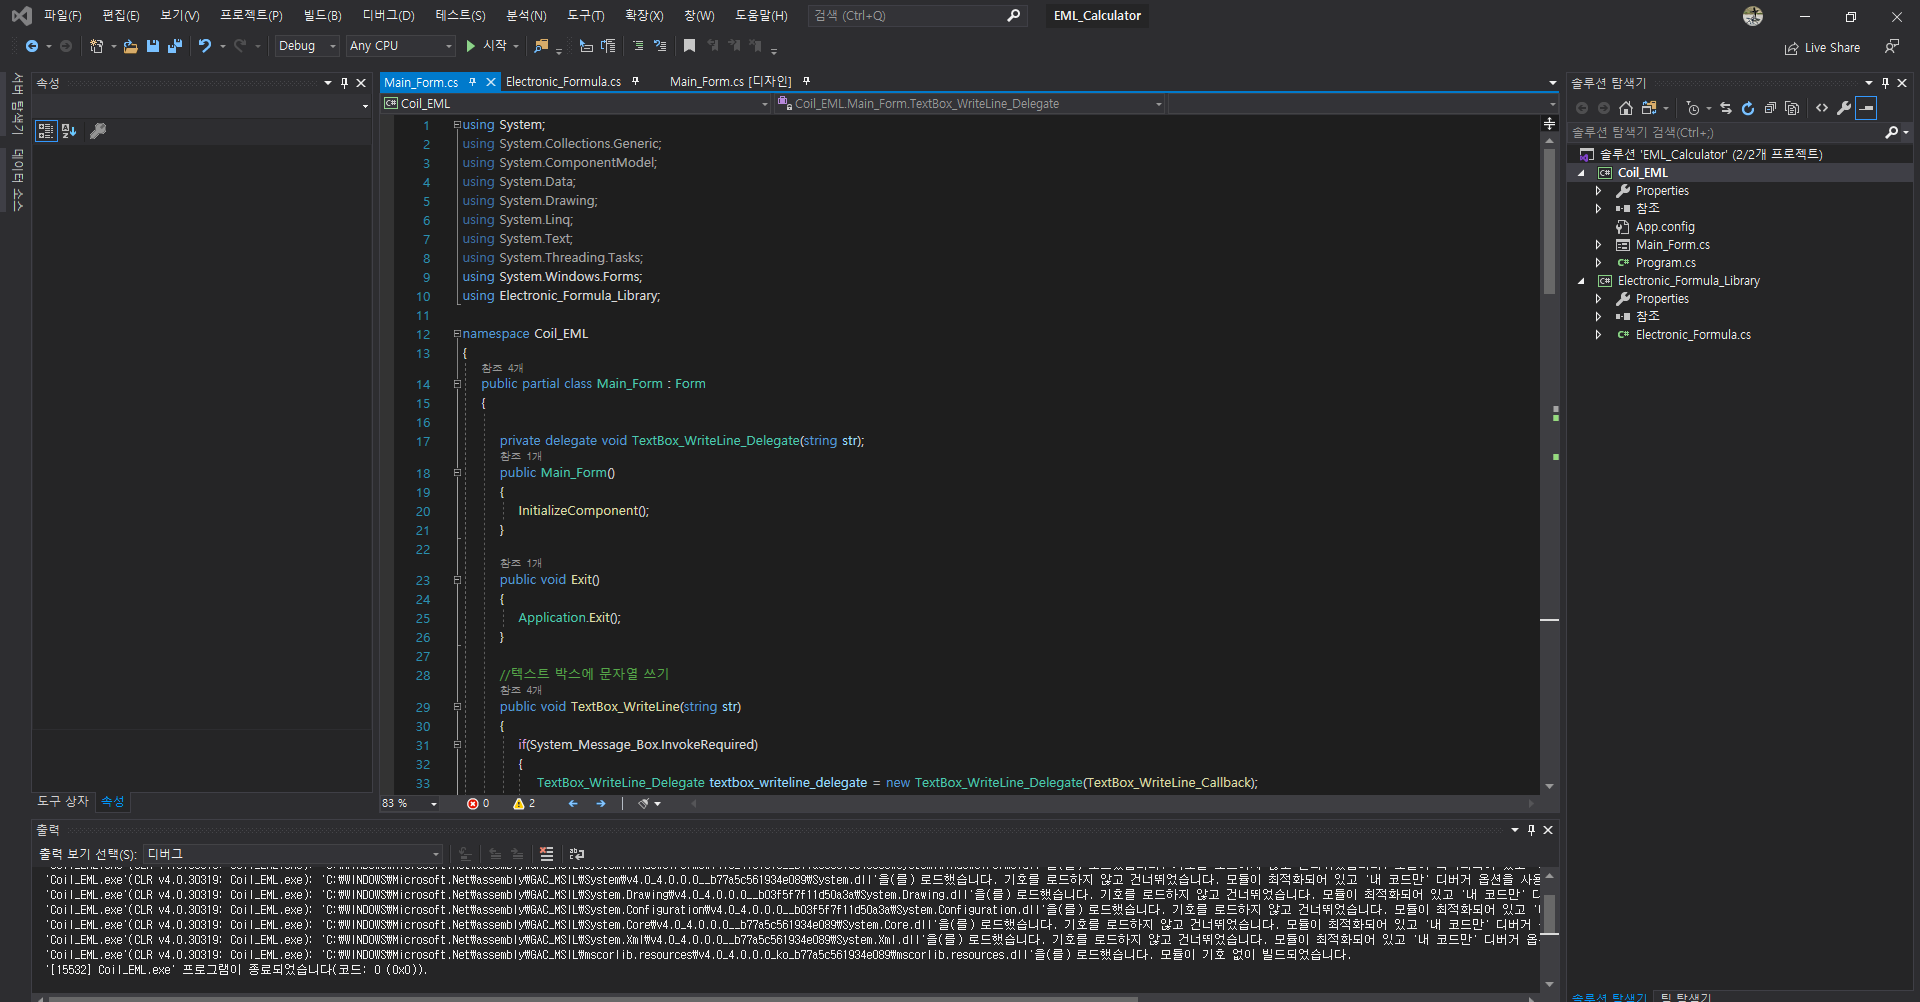 파일(F) 편집(E) 보기(V) 프로젝트(P) 빌드(B) 디버그(D) 테스트(S) 분석(N) 도구(T) 확장(X) 창(W) 도움말(H) 검색 (Ctrl+Q) EML_Calculator
Debug Any CPU 시작 Live Share
서버 탐색기
데이터 소스
속성
도구 상자 속성
Main_Form.cs Electronic_Formula.cs Main_Form.cs [디자인]
Coil_EML Coil_EML.Main_Form.TextBox_WriteLine_Delegate
1 using System;
2 using System.Collections.Generic;
3 using System.ComponentModel;
4 using System.Data;
5 using System.Drawing;
6 using System.Linq;
7 using System.Text;
8 using System.Threading.Tasks;
9 using System.Windows.Forms;
10 using Electronic_Formula_Library;
11
12 namespace Coil_EML
13 {
참조 4개
14 public partial class Main_Form : Form
15 {
16
17 private delegate void TextBox_WriteLine_Delegate(string str);
참조 1개
18 public Main_Form()
19 {
20 InitializeComponent();
21 }
22
참조 1개
23 public void Exit()
24 {
25 Application.Exit();
26 }
27
28 //텍스트 박스에 문자열 쓰기
참조 4개
29 public void TextBox_WriteLine(string str)
30 {
31 if(System_Message_Box.InvokeRequired)
32 {
33 TextBox_WriteLine_Delegate textbox_writeline_delegate = new TextBox_WriteLine_Delegate(TextBox_WriteLine_Callback);
83 % 0 2
솔루션 탐색기
솔루션 탐색기 검색(Ctrl+;)
솔루션 'EML_Calculator' (2/2개 프로젝트)
Coil_EML
Properties
참조
App.config
Main_Form.cs
Program.cs
Electronic_Formula_Library
Properties
참조
Electronic_Formula.cs
출력
출력 보기 선택(S): 디버그
'Coil_EML.exe'(CLR v4.0.30319: Coil_EML.exe): 'C:₩WINDOWS₩Microsoft.Net₩assembly₩GAC_MSIL₩System₩v4.0_4.0.0.0__b77a5c561934e089₩System.dll'을(를) 로드했습니다. 기호를 로드하지 않고 건너뛰었습니다. 모듈이 최적화되어 있고 '내 코드만' 디버거 옵션을 사용
'Coil_EML.exe'(CLR v4.0.30319: Coil_EML.exe): 'C:₩WINDOWS₩Microsoft.Net₩assembly₩GAC_MSIL₩System.Drawing₩v4.0_4.0.0.0__b03f5f7f11d50a3a₩System.Drawing.dll'을(를) 로드했습니다. 기호를 로드하지 않고 건너뛰었습니다. 모듈이 최적화되어 있고 '내 코드만' 디
'Coil_EML.exe'(CLR v4.0.30319: Coil_EML.exe): 'C:₩WINDOWS₩Microsoft.Net₩assembly₩GAC_MSIL₩System.Configuration₩v4.0_4.0.0.0__b03f5f7f11d50a3a₩System.Configuration.dll'을(를) 로드했습니다. 기호를 로드하지 않고 건너뛰었습니다. 모듈이 최적화되어 있고
'Coil_EML.exe'(CLR v4.0.30319: Coil_EML.exe): 'C:₩WINDOWS₩Microsoft.Net₩assembly₩GAC_MSIL₩System.Core₩v4.0_4.0.0.0__b77a5c561934e089₩System.Core.dll'을(를) 로드했습니다. 기호를 로드하지 않고 건너뛰었습니다. 모듈이 최적화되어 있고 '내 코드만' 디버거
'Coil_EML.exe'(CLR v4.0.30319: Coil_EML.exe): 'C:₩WINDOWS₩Microsoft.Net₩assembly₩GAC_MSIL₩System.Xml₩v4.0_4.0.0.0__b77a5c561934e089₩System.Xml.dll'을(를) 로드했습니다. 기호를 로드하지 않고 건너뛰었습니다. 모듈이 최적화되어 있고 '내 코드만' 디버거
'Coil_EML.exe'(CLR v4.0.30319: Coil_EML.exe): 'C:₩WINDOWS₩Microsoft.Net₩assembly₩GAC_MSIL₩mscorlib.resources₩v4.0_4.0.0.0_ko_b77a5c561934e089₩mscorlib.resources.dll'을(를) 로드했습니다. 모듈이 기호 없이 빌드되었습니다.
'[15532] Coil_EML.exe' 프로그램이 종료되었습니다(코드: 0 (0x0)).
솔루션 탐색기 팀 탐색기